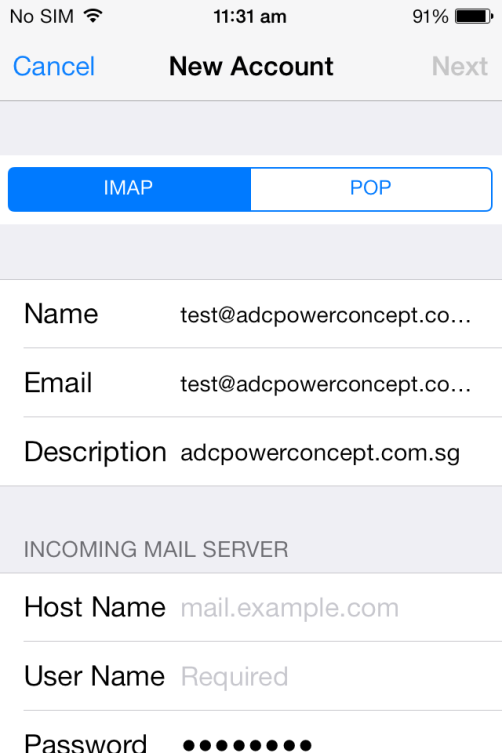 No SIM 11:31 am 91%
Cancel New Account Next
IMAP POP
Name test@adcpowerconcept.co...
Email test@adcpowerconcept.co...
Description adcpowerconcept.com.sg
INCOMING MAIL SERVER
Host Name mail.example.com
User Name Required
Password ●●●●●●●●